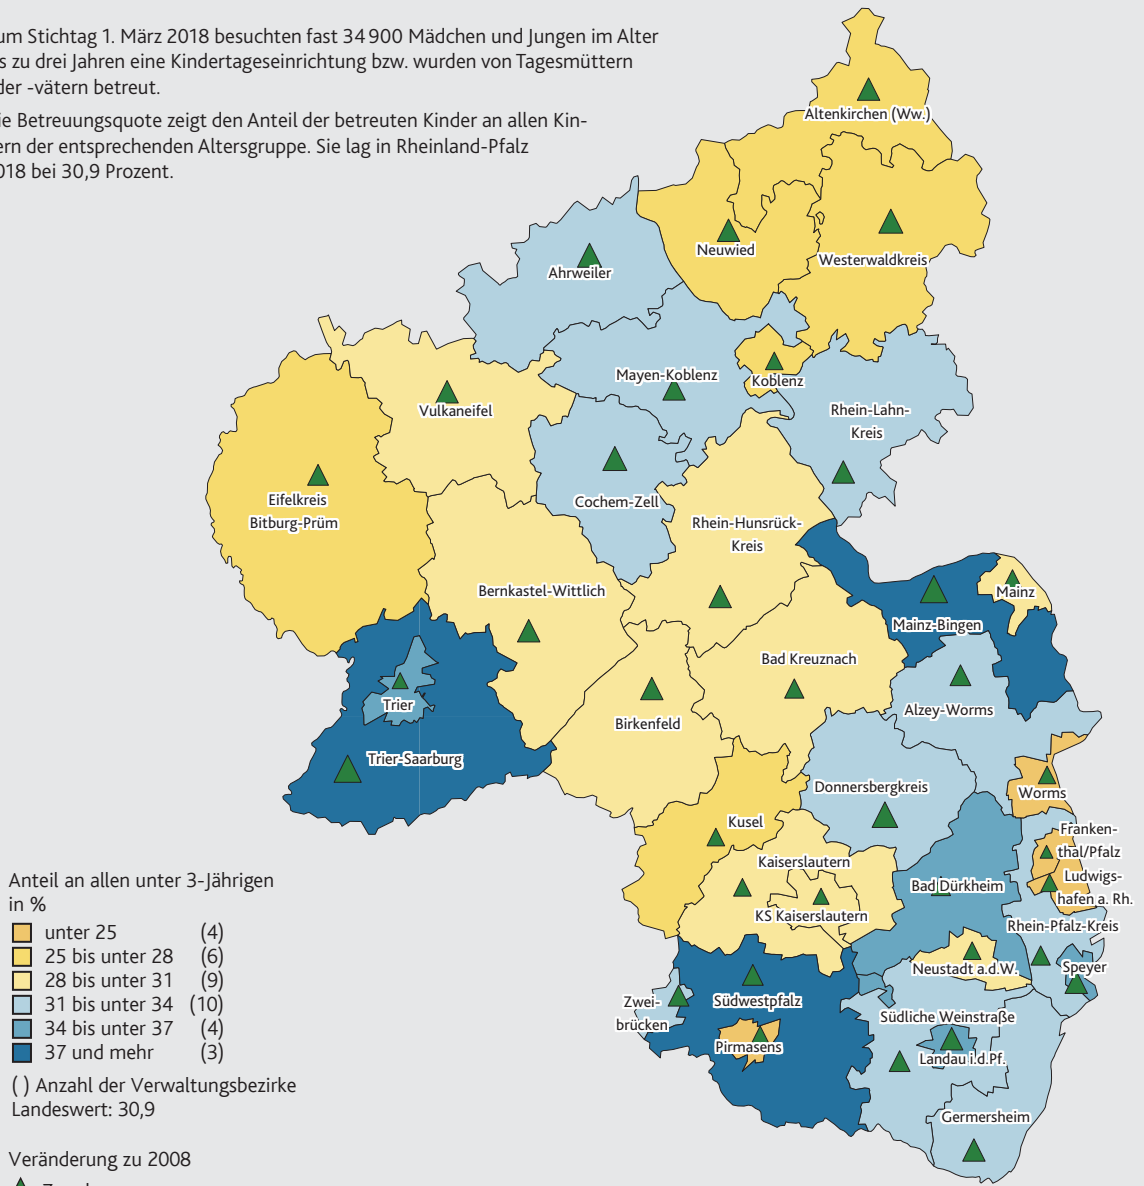 um Stichtag 1. März 2018 besuchten fast 34 900 Mädchen und Jungen im Alter
s zu drei Jahren eine Kindertageseinrichtung bzw. wurden von Tagesmüttern
der -vätern betreut.
ie Betreuungsquote zeigt den Anteil der betreuten Kinder an allen Kin-
ern der entsprechenden Altersgruppe. Sie lag in Rheinland-Pfalz
018 bei 30,9 Prozent.
Altenkirchen (Ww.)
Neuwied
Westerwaldkreis
Ahrweiler
Mayen-Koblenz
Koblenz
Vulkaneifel
Rhein-Lahn-
Kreis
Eifelkreis
Bitburg-Prüm
Cochem-Zell
Rhein-Hunsrück-
Kreis
Bernkastel-Wittlich
Mainz
Mainz-Bingen
Bad Kreuznach
Trier
Birkenfeld
Alzey-Worms
Trier-Saarburg
Donnersbergkreis
Worms
Kusel
Franken-
thal/Pfalz
Kaiserslautern
Ludwigs-
hafen a. Rh.
Bad Dürkheim
KS Kaiserslautern
Rhein-Pfalz-Kreis
Neustadt a.d.W.
Speyer
Zwei-
brücken
Südwestpfalz
Südliche Weinstraße
Pirmasens
Landau i.d.Pf.
Germersheim
Anteil an allen unter 3-Jährigen
in %
unter 25 (4)
25 bis unter 28 (6)
28 bis unter 31 (9)
31 bis unter 34 (10)
34 bis unter 37 (4)
37 und mehr (3)
( ) Anzahl der Verwaltungsbezirke
Landeswert: 30,9
Veränderung zu 2008